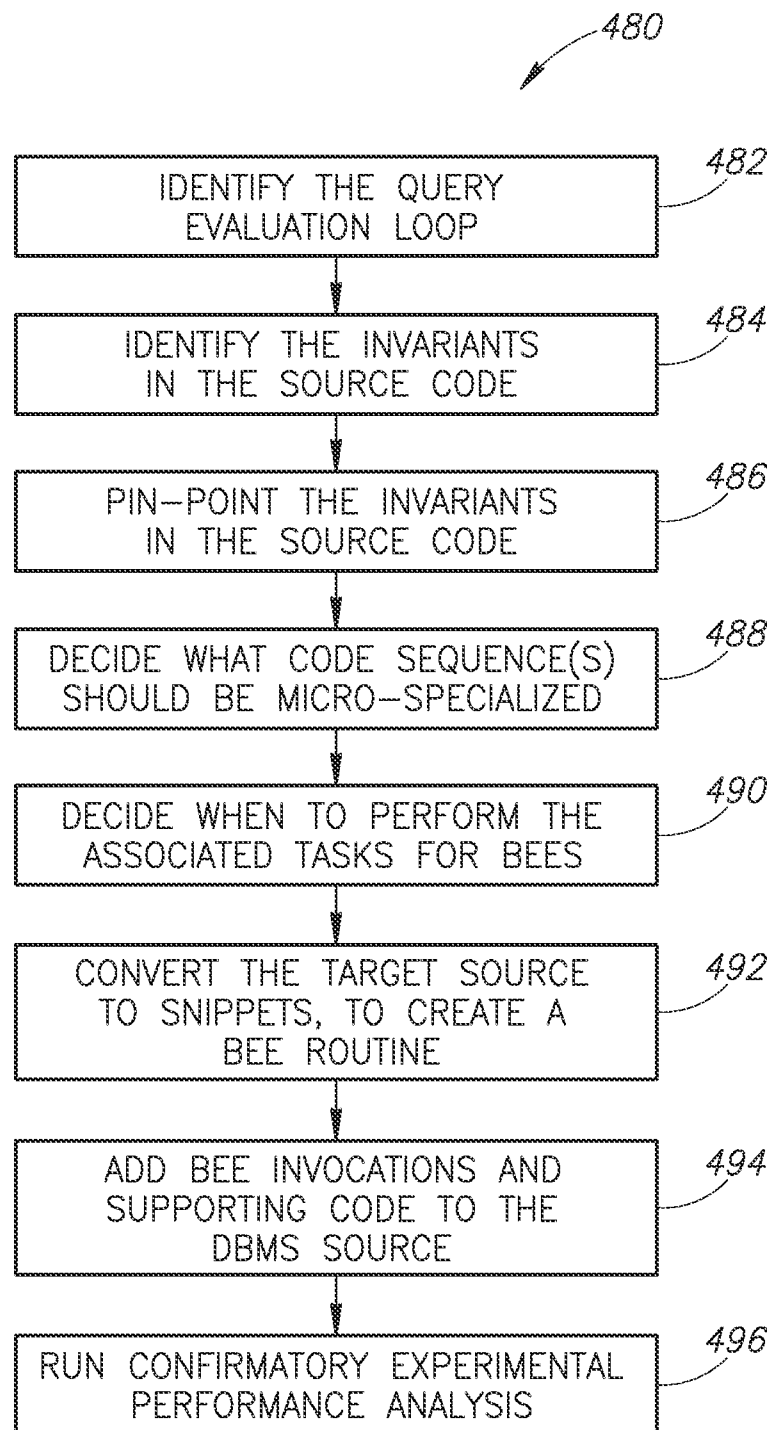 480
IDENTIFY THE QUERY
EVALUATION LOOP
482
IDENTIFY THE INVARIANTS
IN THE SOURCE CODE
484
PIN-POINT THE INVARIANTS
IN THE SOURCE CODE
486
DECIDE WHAT CODE SEQUENCE(S)
SHOULD BE MICRO-SPECIALIZED
488
DECIDE WHEN TO PERFORM THE
ASSOCIATED TASKS FOR BEES
490
CONVERT THE TARGET SOURCE
TO SNIPPETS, TO CREATE A
BEE ROUTINE
492
ADD BEE INVOCATIONS AND
SUPPORTING CODE TO THE
DBMS SOURCE
494
RUN CONFIRMATORY EXPERIMENTAL
PERFORMANCE ANALYSIS
496